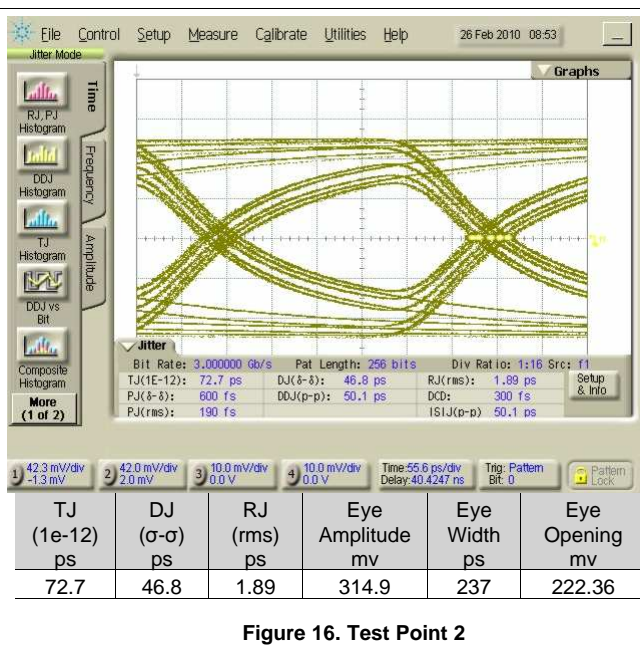 File Control Setup Measure Calibrate Utilities Help 26 Feb 2010 08:53
Jitter Mode
Graphs
Time
Frequency
Amplitude
RJ, PJ
Histogram
DDJ
Histogram
TJ
Histogram
DDJ vs
Bit
Composite
Histogram
More
(1 of 2)
Jitter
Bit Rate: 3.000000 Gb/s Pat Length: 256 bits Div Ratio: 1:16 Src: f1
TJ(1E-12): 72.7 ps DJ(δ-δ): 46.8 ps RJ(rms): 1.89 ps
PJ(δ-δ): 600 fs DDJ(p-p): 50.1 ps DCD: 300 fs
PJ(rms): 190 fs ISIJ(p-p) 50.1 ps
Setup
& Info
1) 42.3 mV/div
-1.3 mV
2) 42.0 mV/div
2.0 mV
3) 10.0 mV/div
0.0 V
4) 10.0 mV/div
0.0 V
Time:55.6 ps/div
Delay:40.4247 ns
Trig: Pattern
Bit: 0
Pattern
Lock
TJ (1e-12) ps DJ (σ-σ) ps RJ (rms) ps Eye Amplitude mv Eye Width ps Eye Opening mv
72.7 46.8 1.89 314.9 237 222.36
Figure 16. Test Point 2